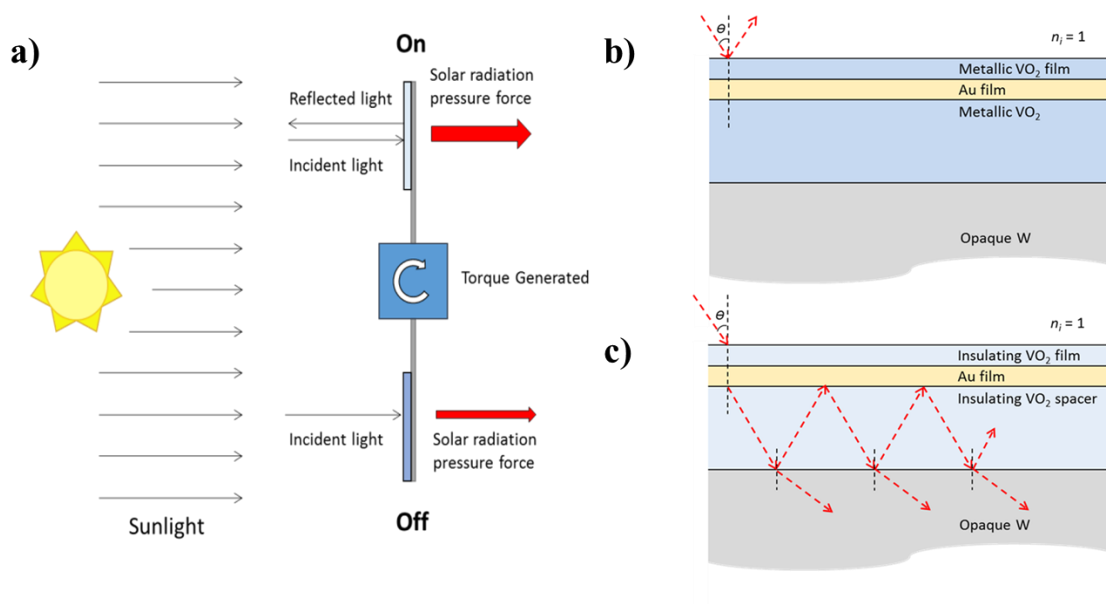 a)
On
Reflected light
Incident light
Solar radiation
pressure force
Torque Generated
Incident light
Solar radiation
pressure force
Sunlight
Off
b)
θ
nᵢ = 1
Metallic VO₂ film
Au film
Metallic VO₂
Opaque W
c)
θ
nᵢ = 1
Insulating VO₂ film
Au film
Insulating VO₂ spacer
Opaque W